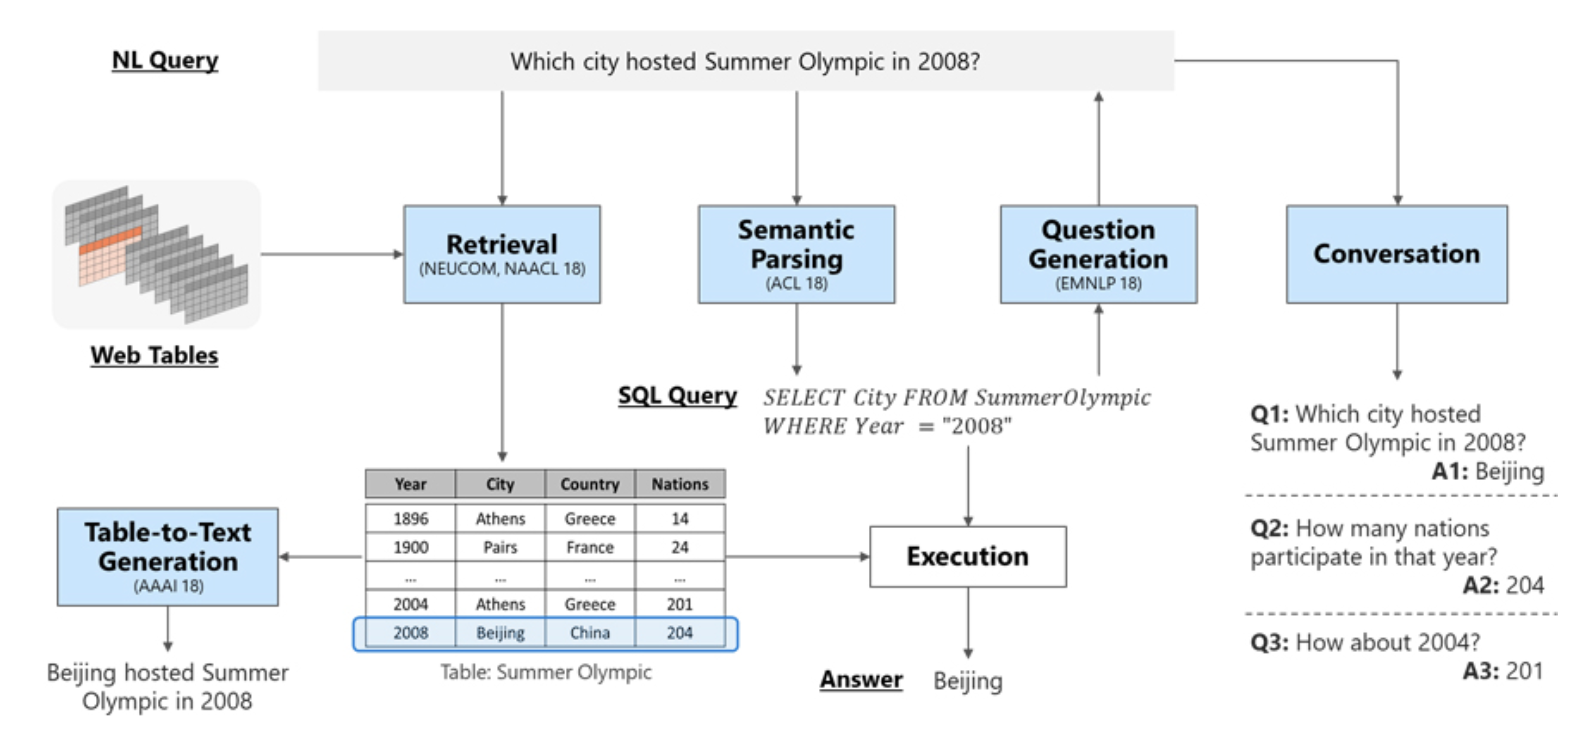 NL Query
Which city hosted Summer Olympic in 2008?
Retrieval
(NEUCOM, NAACL 18)
Semantic
Parsing
(ACL 18)
Question
Generation
(EMNLP 18)
Conversation
Web Tables
SQL Query
SELECT City FROM SummerOlympic
WHERE Year = "2008"
Year City Country Nations
1896 Athens Greece 14
1900 Pairs France 24
... ... ... ...
2004 Athens Greece 201
2008 Beijing China 204
Table: Summer Olympic
Table-to-Text
Generation
(AAAI 18)
Beijing hosted Summer
Olympic in 2008
Execution
Answer Beijing
Q1: Which city hosted
Summer Olympic in 2008?
A1: Beijing
Q2: How many nations
participate in that year?
A2: 204
Q3: How about 2004?
A3: 201